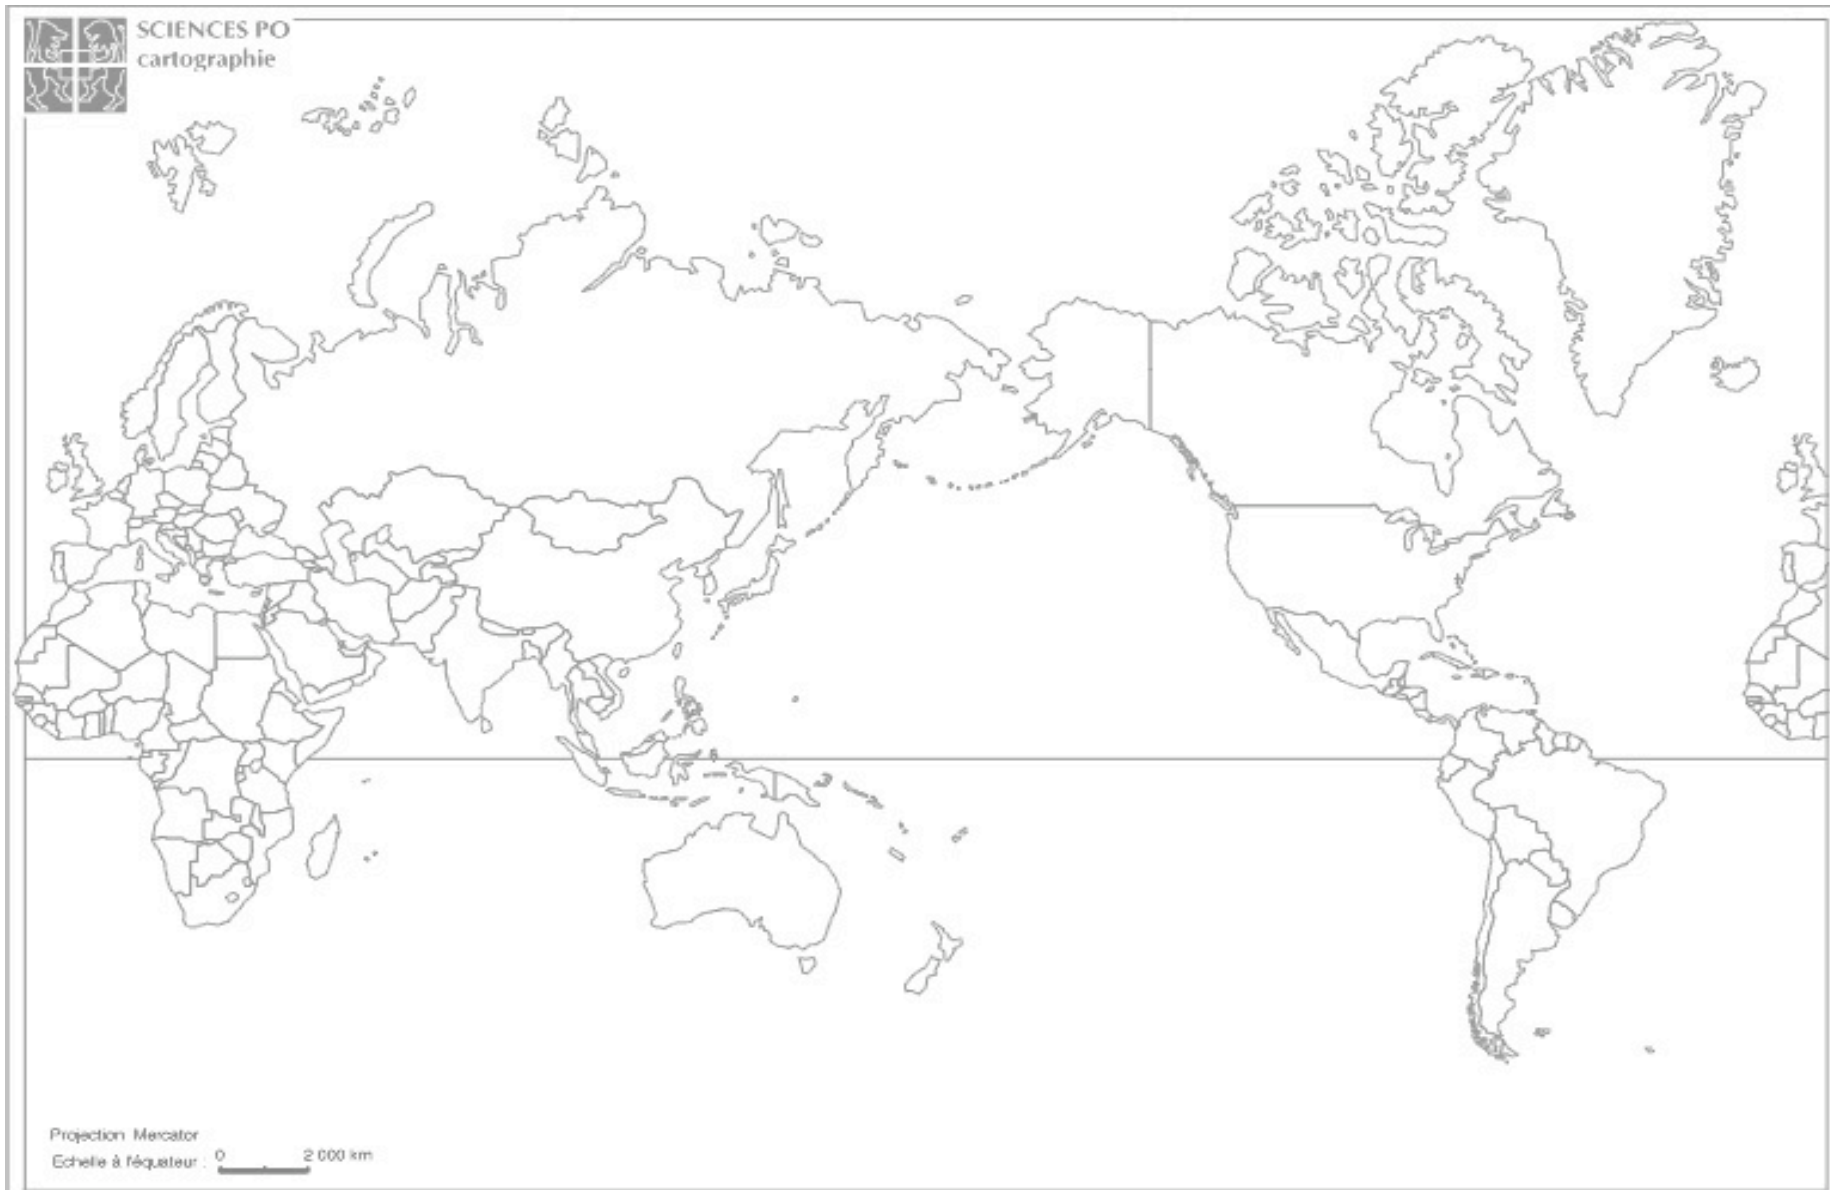 SCIENCES PO
cartographie
Projection Mercator
Echelle à l'équateur : 0 2 000 km